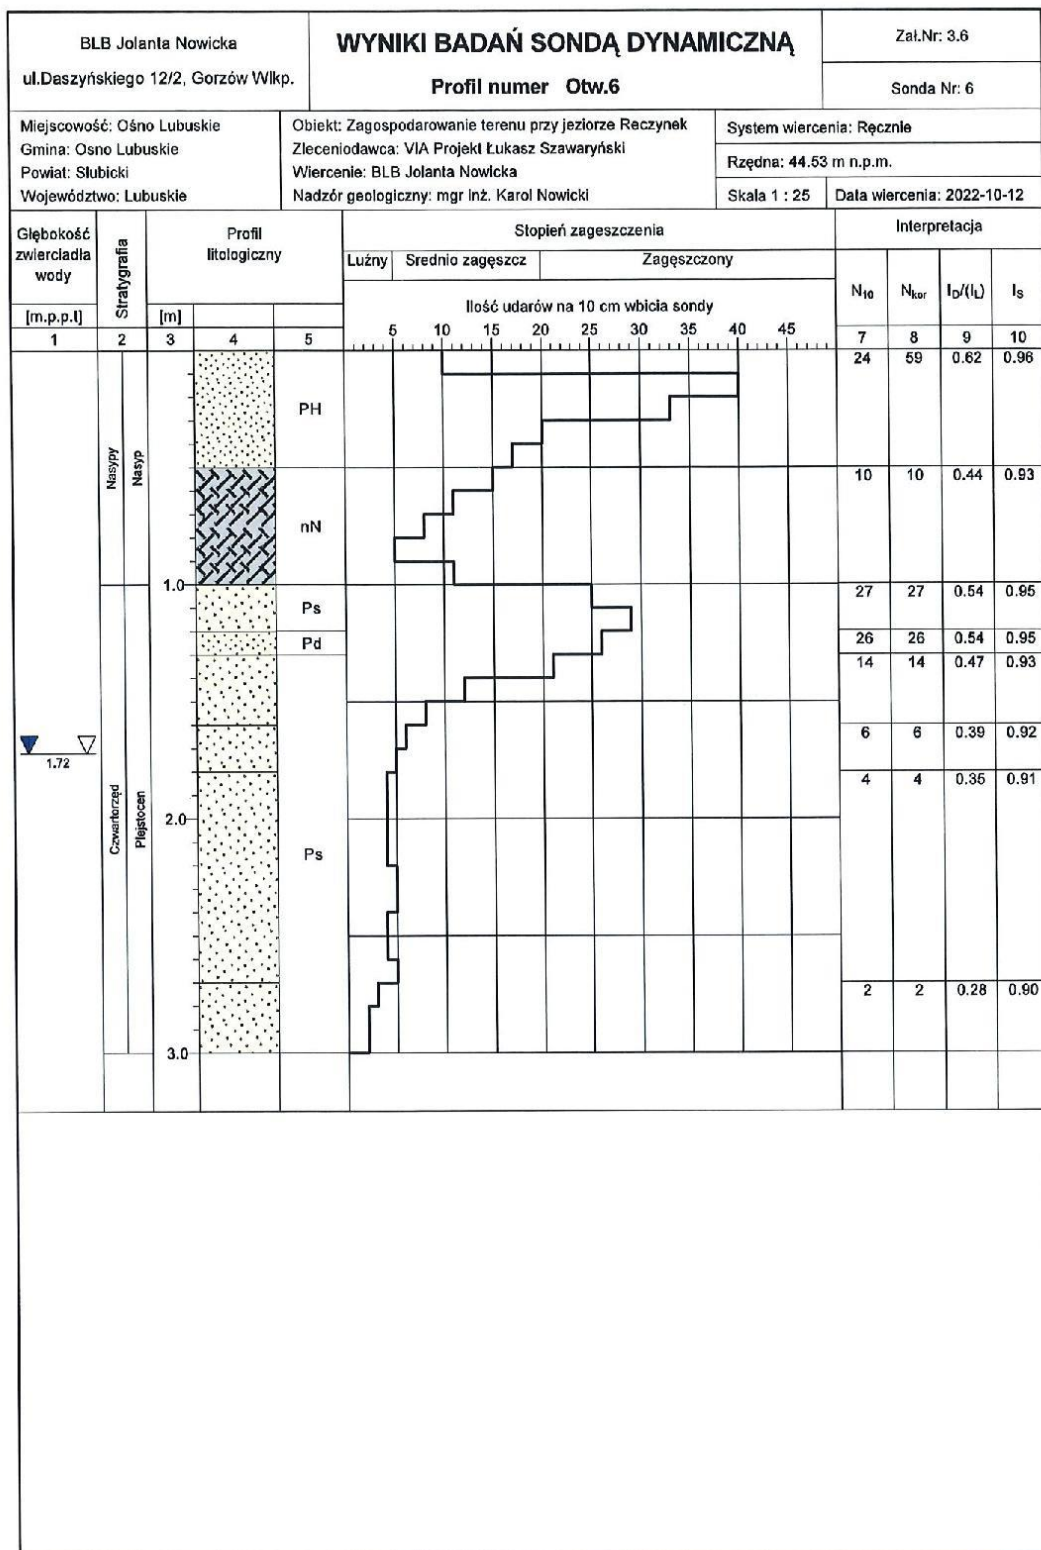 BLB Jolanta Nowicka
ul.Daszyńskiego 12/2, Gorzów Wlkp.
WYNIKI BADAŃ SONDĄ DYNAMICZNĄ
Profil numer Otw.6
Zał.Nr: 3.6
Sonda Nr: 6
Miejscowość: Ośno Lubuskie
Gmina: Osno Lubuskie
Powiat: Słubicki
Województwo: Lubuskie
Obiekt: Zagospodarowanie terenu przy jeziorze Reczynek
Zleceniodawca: VIA Projekt Łukasz Szawaryński
Wiercenie: BLB Jolanta Nowicka
Nadzór geologiczny: mgr inż. Karol Nowicki
System wiercenia: Ręcznie
Rzędna: 44.53 m n.p.m.
Skala 1 : 25
Data wiercenia: 2022-10-12
Głębokość
zwierciadła
wody
[m.p.p.t]
Stratygrafia
Profil
litologiczny
[m]
Stopień zageszczenia
Luźny Srednio zagęszcz Zagęszczony
Ilość udarów na 10 cm wbicia sondy
5 10 15 20 25 30 35 40 45
Interpretacja
N10 Nkor ID/(IL) IS
1 2 3 4 5 7 8 9 10
24 59 0.62 0.96
PH
Nasypy
Nasyp
10 10 0.44 0.93
nN
1.0
27 27 0.54 0.95
Ps
26 26 0.54 0.95
Pd
14 14 0.47 0.93
6 6 0.39 0.92
1.72
4 4 0.35 0.91
Czwartorzęd
Plejstocen
2.0
Ps
2 2 0.28 0.90
3.0